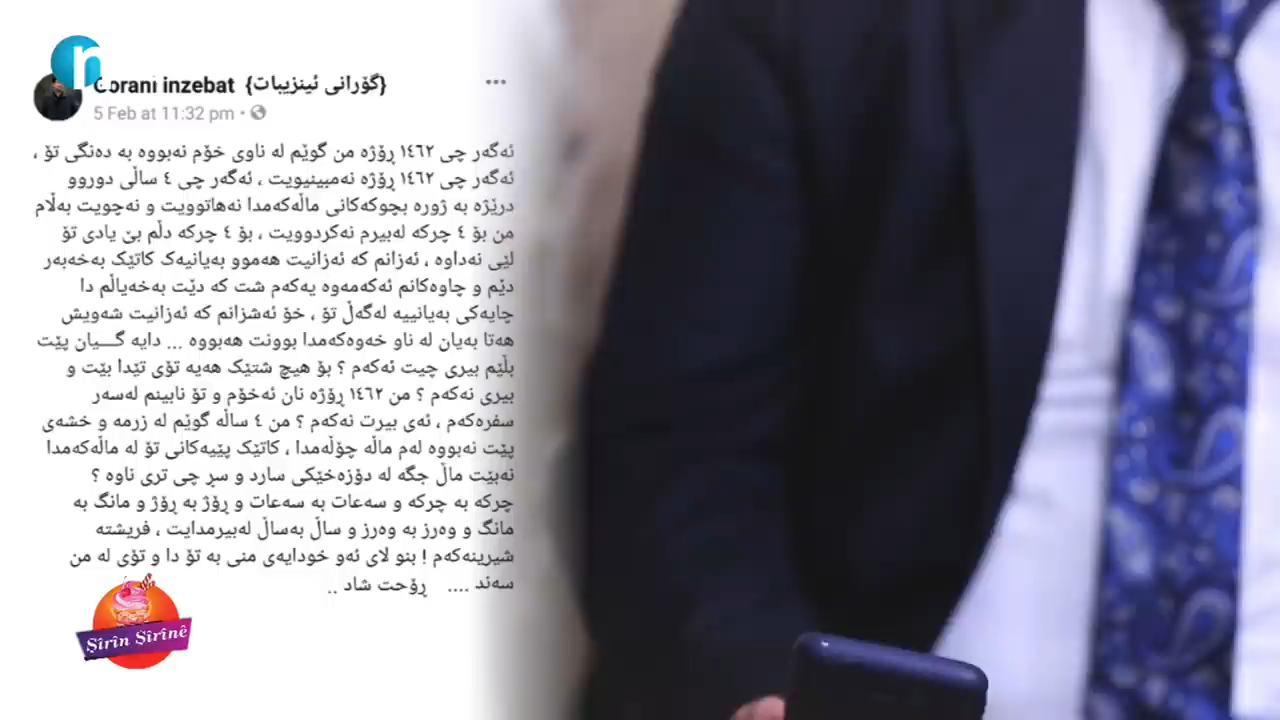 Gorani inzebat {گۆرانی ئینزیبات}
5 Feb at 11:32 pm
ئەگەر چی ١٤٦٢ ڕۆژە من گوێم لە ناوی خۆم نەبووە بە دەنگی تۆ ،
ئەگەر چی ١٤٦٢ ڕۆژە نەمبینیویت ، ئەگەر چی ٤ ساڵی دوروو
درێژە بە ژورە بچوکەکانی ماڵەکەمدا نەهاتوویت و نەچویت بەڵام
من بۆ ٤ چرکە لەبیرم نەکردوویت ، بۆ ٤ چرکە دڵم بێ یادی تۆ
لێی نەداوە ، ئەزانم کە ئەزانیت هەموو بەیانیەک کاتێک بەخەبەر
دێم و چاوەکانم ئەکەمەوە یەکەم شت کە دێت بەخەیاڵم دا
چایەکی بەیانییە لەگەڵ تۆ ، خۆ ئەشزانم کە ئەزانیت شەویش
هەتا بەیان لە ناو خەوەکەمدا بوونت هەبووە ... دایە گـــیان پێت
بڵێم بیری چیت ئەکەم ؟ بۆ هیچ شتێک هەیە تۆی تێدا بێت و
بیری نەکەم ؟ من ١٤٦٢ ڕۆژە نان ئەخۆم و تۆ نابینم لەسەر
سفرەکەم ، ئەی بیرت نەکەم ؟ من ٤ ساڵە گوێم لە زرمە و خشەی
پێت نەبووە لەم ماڵە چۆڵەمدا ، کاتێک پێیەکانی تۆ لە ماڵەکەمدا
نەبێت ماڵ جگە لە دۆزەخێکی سارد و سڕ چی تری ناوە ؟
چرکە بە چرکە و سەعات بە سەعات و ڕۆژ بە ڕۆژ و مانگ بە
مانگ و وەرز بە وەرز و ساڵ بەساڵ لەبیرمدایت ، فریشتە
شیرینەکەم ! بنو لای ئەو خودایەی منی بە تۆ دا و تۆی لە من
سەند .... ڕۆحت شاد ..
Şîrîn Şîrînê